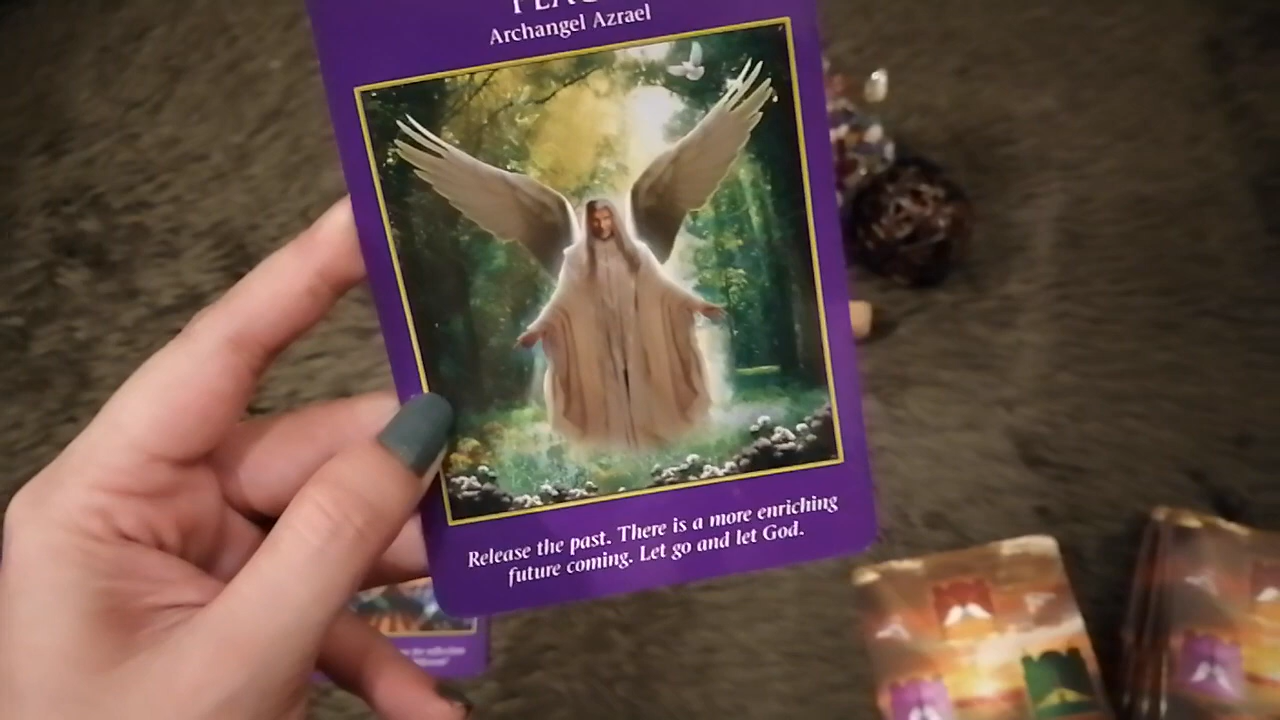 Archangel Azrael
Release the past. There is a more enriching
future coming. Let go and let God.